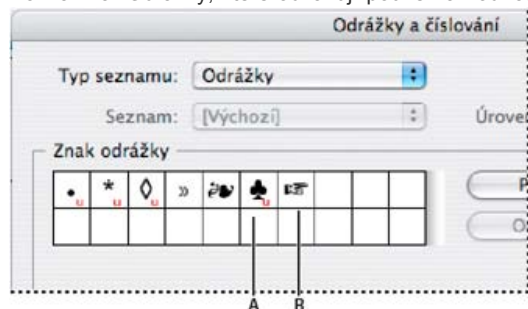 Odrážky a číslování
Typ seznamu: Odrážky
Seznam: [Výchozí] Úroveň
Znak odrážky
• u * u ◊ u » ♣ u ☞
A B